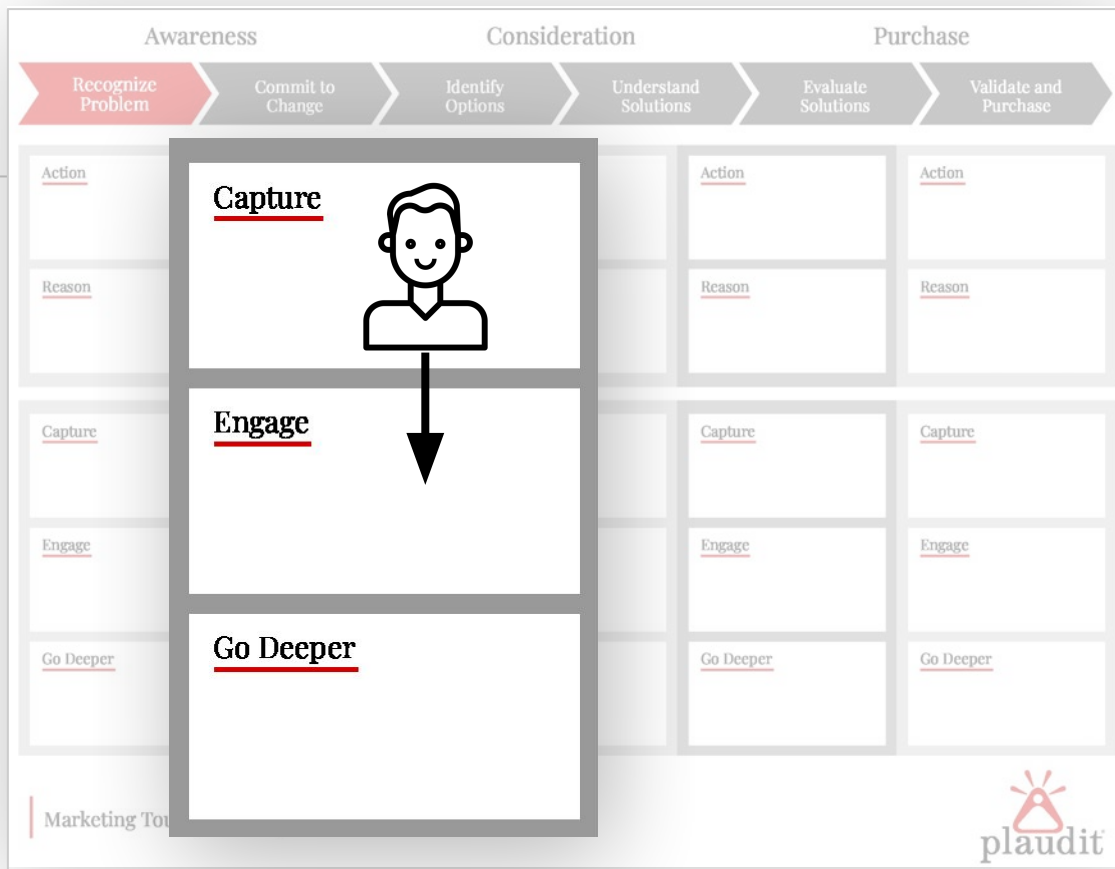 Awareness
Consideration
Purchase
Recognize
Problem
Commit to
Change
Identify
Options
Understand
Solutions
Evaluate
Solutions
Validate and
Purchase
Action
Reason
Capture
Engage
Go Deeper
Capture
Engage
Go Deeper
Action
Reason
Capture
Engage
Go Deeper
Action
Reason
Capture
Engage
Go Deeper
Marketing Tou
plaudit